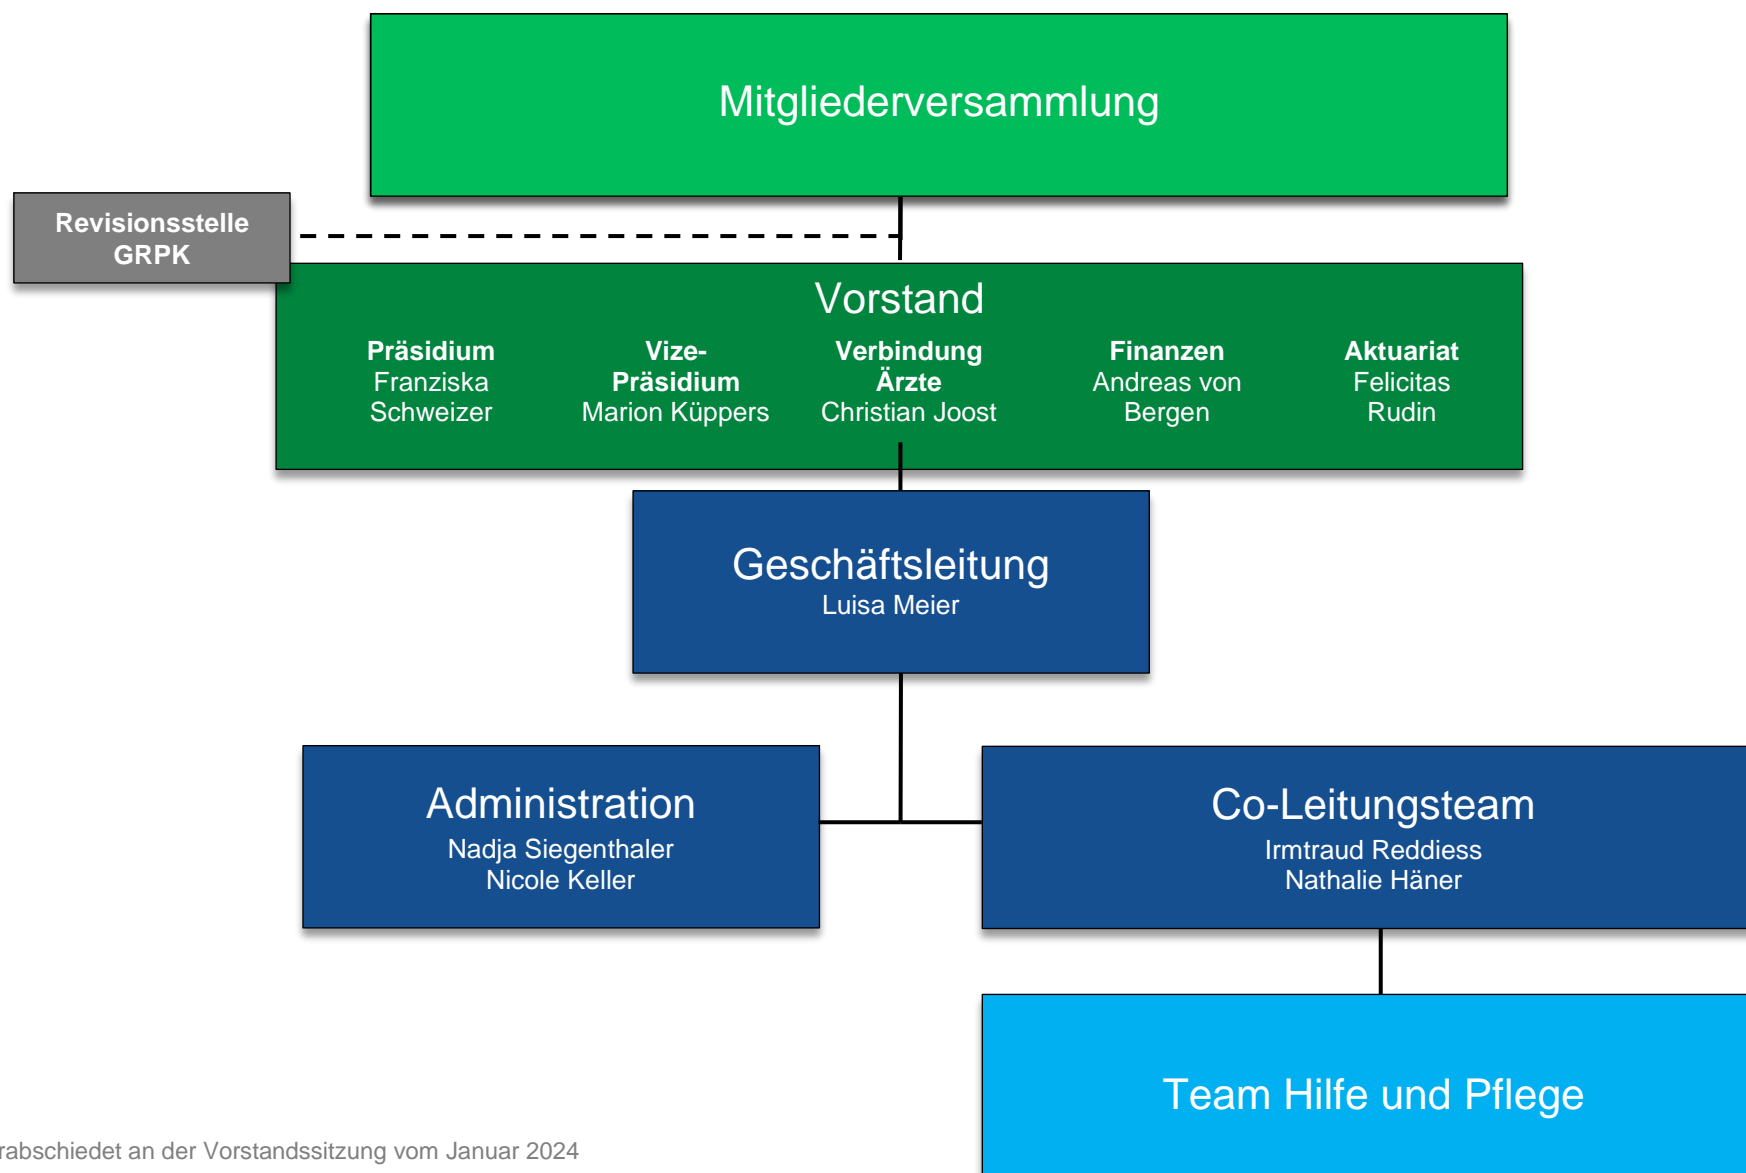 Mitgliederversammlung
Revisionsstelle
GRPK
Vorstand
Präsidium
Franziska
Schweizer
Vize-
Präsidium
Marion Küppers
Verbindung
Ärzte
Christian Joost
Finanzen
Andreas von
Bergen
Aktuariat
Felicitas
Rudin
Geschäftsleitung
Luisa Meier
Administration
Nadja Siegenthaler
Nicole Keller
Co-Leitungsteam
Irmtraud Reddiess
Nathalie Häner
Team Hilfe und Pflege
rabschiedet an der Vorstandssitzung vom Januar 2024